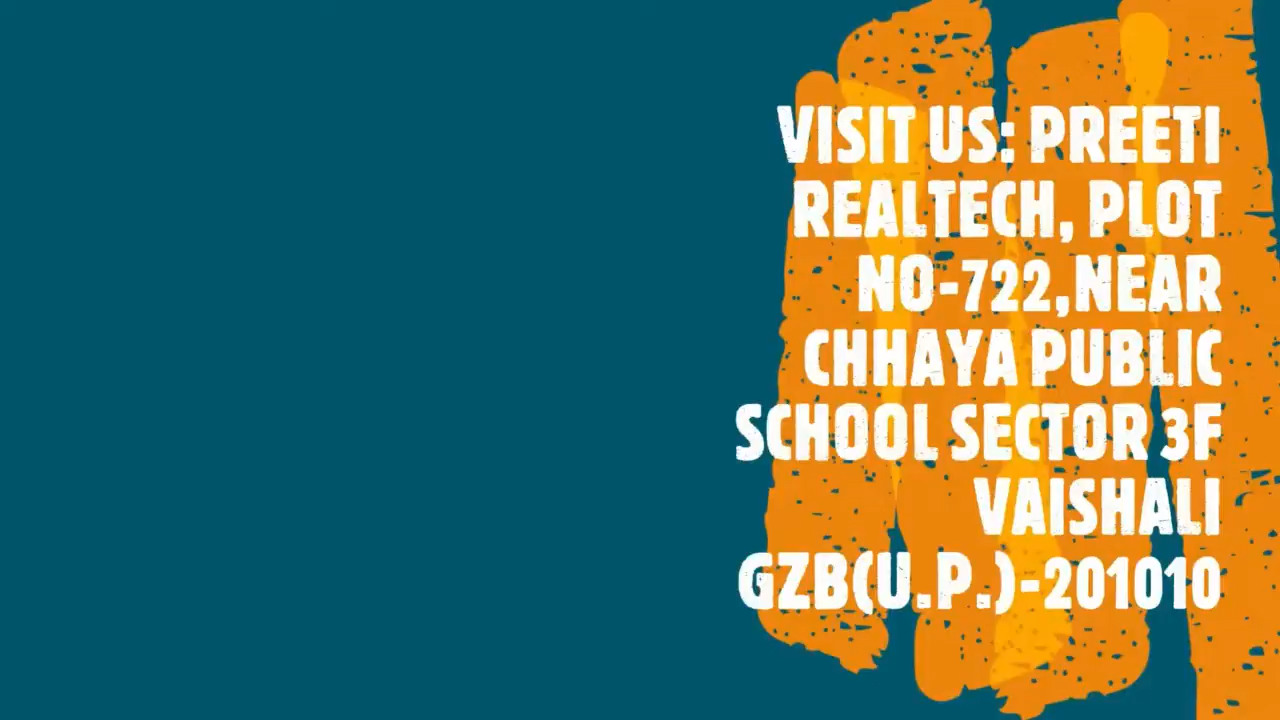 VISIT US: PREETI
REALTECH, PLOT
NO-722,NEAR
CHHAYA PUBLIC
SCHOOL SECTOR 3F
VAISHALI
GZB(U.P.)-201010